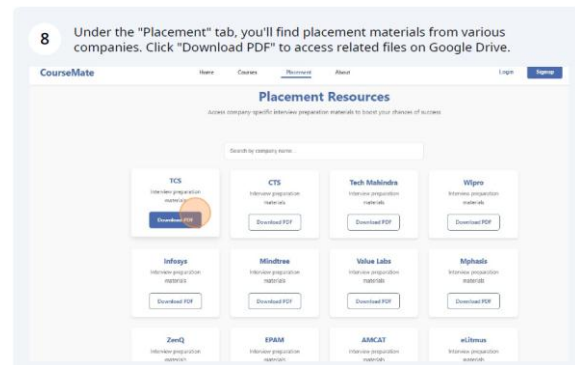 8
Under the "Placement" tab, you'll find placement materials from various
companies. Click "Download PDF" to access related files on Google Drive.
CourseMate Home Courses Placement About Login Signup
Placement Resources
Access company-specific interview preparation materials to boost your chances of success
Search by company name...
TCS
Interview preparation
materials
Download PDF
CTS
Interview preparation
materials
Download PDF
Tech Mahindra
Interview preparation
materials
Download PDF
Wipro
Interview preparation
materials
Download PDF
Infosys
Interview preparation
materials
Download PDF
Mindtree
Interview preparation
materials
Download PDF
Value Labs
Interview preparation
materials
Download PDF
Mphasis
Interview preparation
materials
Download PDF
ZenQ
Interview preparation
materials
EPAM
Interview preparation
materials
AMCAT
Interview preparation
materials
eLitmus
Interview preparation
materials